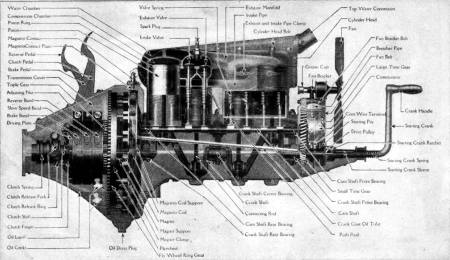 Water Chamber
Compression Chamber
Piston Ring
Piston
Magneto Contact
Magneto Contact Point
Reverse Pedal
Clutch Pedal
Brake Pedal
Transmission Cover
Triple Gear
Adjusting Nut
Reverse Band
Slow Speed Band
Brake Band
Driving Plate
Clutch Spring
Clutch Release Fork
Clutch Release Ring
Clutch Shift
Clutch Finger
Oil Level
Oil Cocks
Valve Spring
Exhaust Valve
Spark Plug
Intake Valve
Exhaust Manifold
Intake Pipe
Exhaust and Intake Pipe Clamp
Cylinder Head Bolt
Top Water Connection
Cylinder Head
Fan
Grease Cup
Fan Bracket
Fan Bracket Bolt
Breather Pipe
Fan Belt
Large Time Gear
Commutator
Com Wire Terminal
Starting Pin
Drive Pulley
Crank Handle
Starting Crank
Starting Crank Ratchet
Starting Crank Spring
Starting Crank Sleeve
Cam Shaft Front Bearing
Small Time Gear
Crank Shaft Front Bearing
Cam Shaft
Crank Case Oil Tube
Push Rod
Crank Shaft Center Bearing
Crank Shaft
Connecting Rod
Cam Shaft Rear Bearing
Crank Shaft Rear Bearing
Magneto Coil Support
Magneto Coil
Magnet
Magnet Support
Magnet Clamp
Flywheel
Fly Wheel Ring Gear
Oil Drain Plug